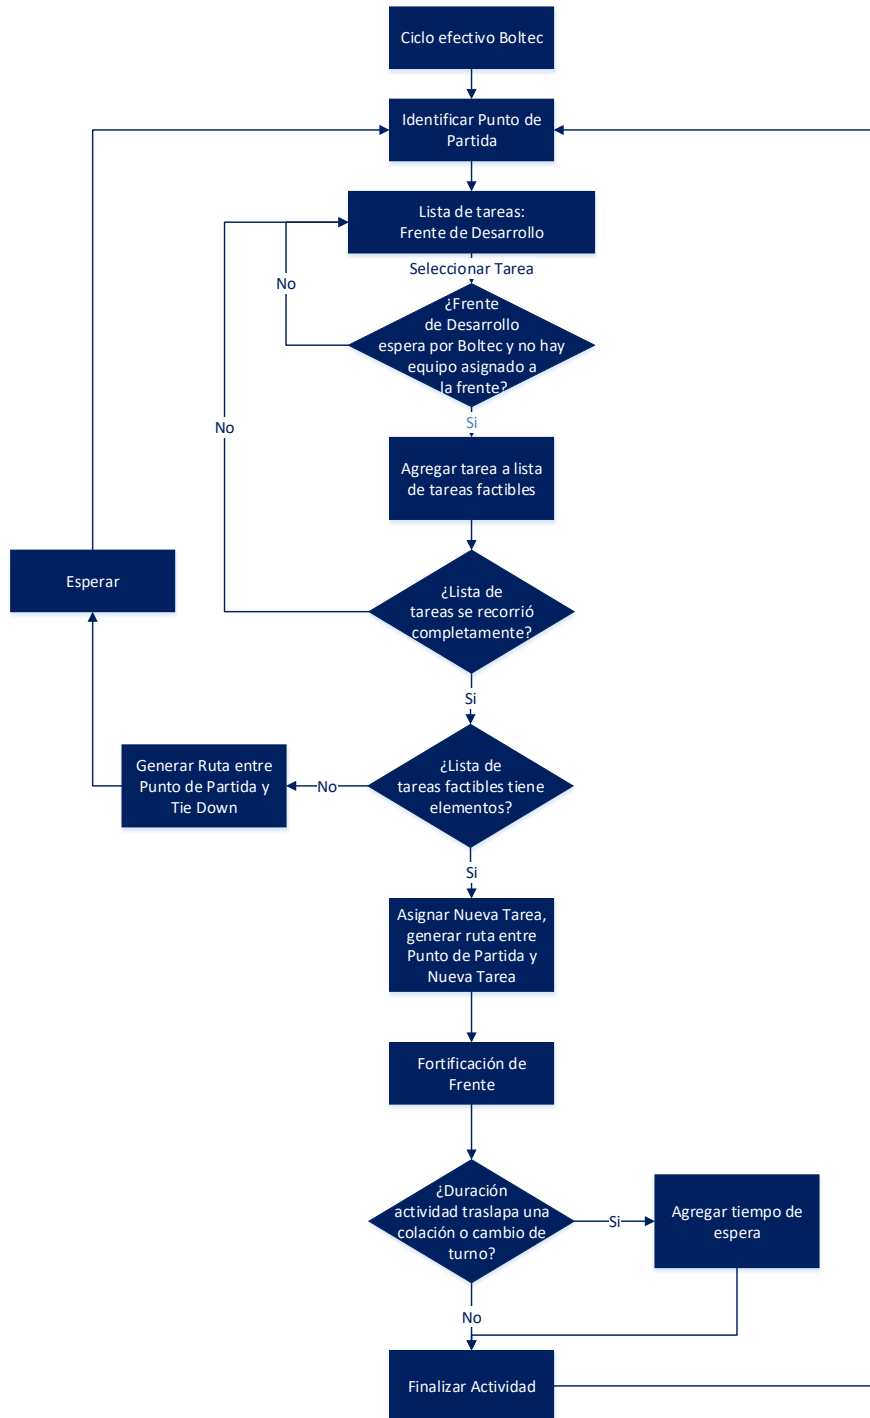 Ciclo efectivo Boltec
Identificar Punto de
Partida
Lista de tareas:
Frente de Desarrollo
Seleccionar Tarea
No
¿Frente
de Desarrollo
espera por Boltec y no hay
equipo asignado a
la frente?
No
Si
Agregar tarea a lista
de tareas factibles
Esperar
¿Lista de
tareas se recorrió
completamente?
Si
Generar Ruta entre
Punto de Partida y
Tie Down
No
¿Lista de
tareas factibles tiene
elementos?
Si
Asignar Nueva Tarea,
generar ruta entre
Punto de Partida y
Nueva Tarea
Fortificación de
Frente
¿Duración
actividad traslapa una
colación o cambio de
turno?
Si
Agregar tiempo de
espera
No
Finalizar Actividad